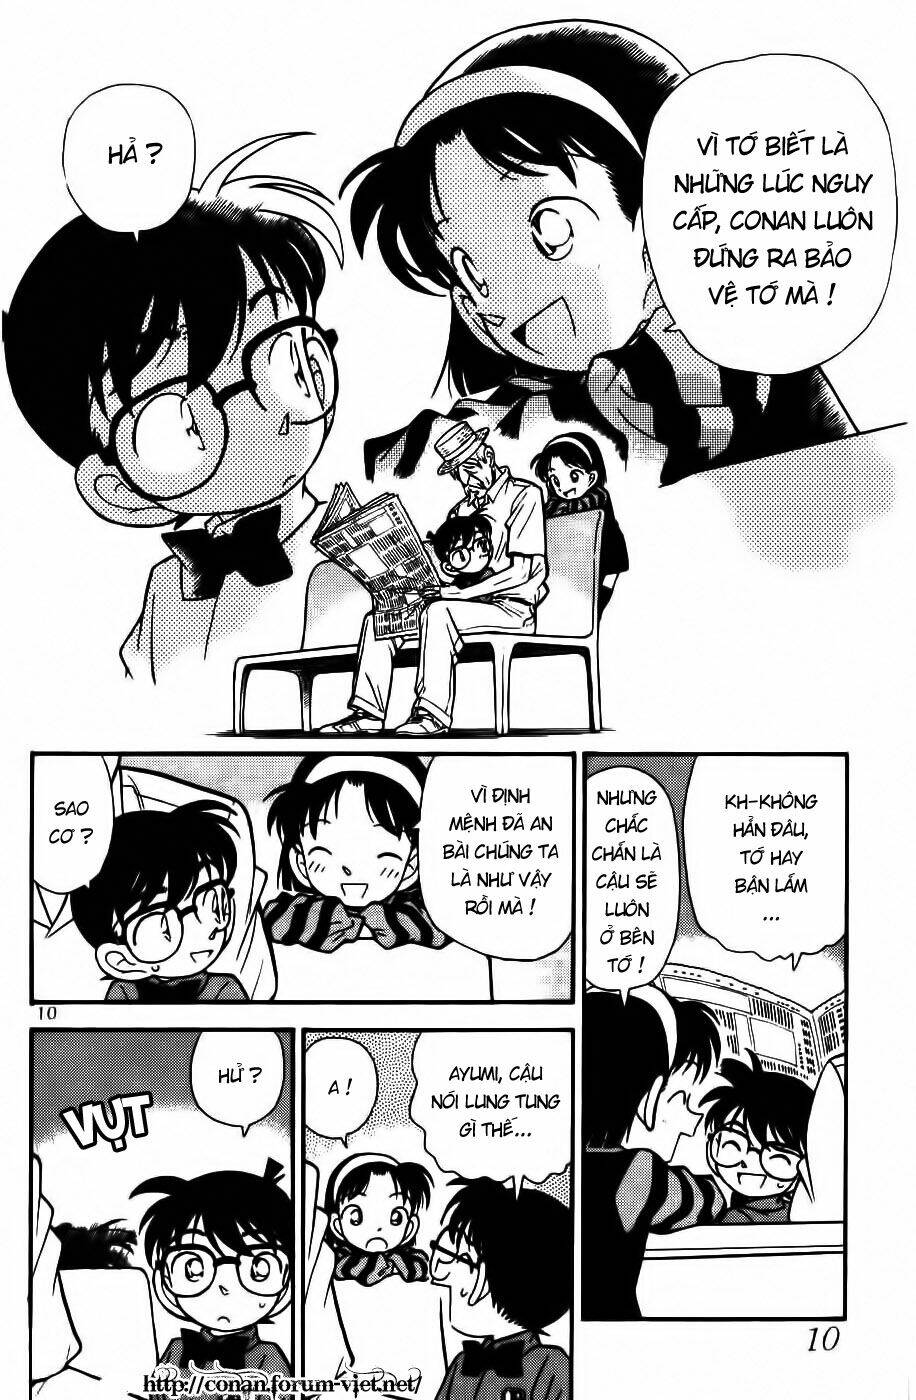 VÌ TỚ BIẾT LÀ
NHỮNG LÚC NGUY
CẤP, CONAN LUÔN
ĐỨNG RA BẢO
VỆ TỚ MÀ !
HẢ ?
KH-KHÔNG
HẲN ĐÂU,
TỚ HAY
BẬN LẮM
...
NHƯNG
CHẮC
CHẮN LÀ
CẬU SẼ
LUÔN
Ở BÊN
TỚ !
VÌ ĐỊNH
MỆNH ĐÃ AN
BÀI CHÚNG TA
LÀ NHƯ VẬY
RỒI MÀ !
SAO
CƠ ?
10
AYUMI, CẬU
NÓI LUNG TUNG
GÌ THẾ...
A !
HỬ ?
VỤT
10
http://conan.forum-viet.net/